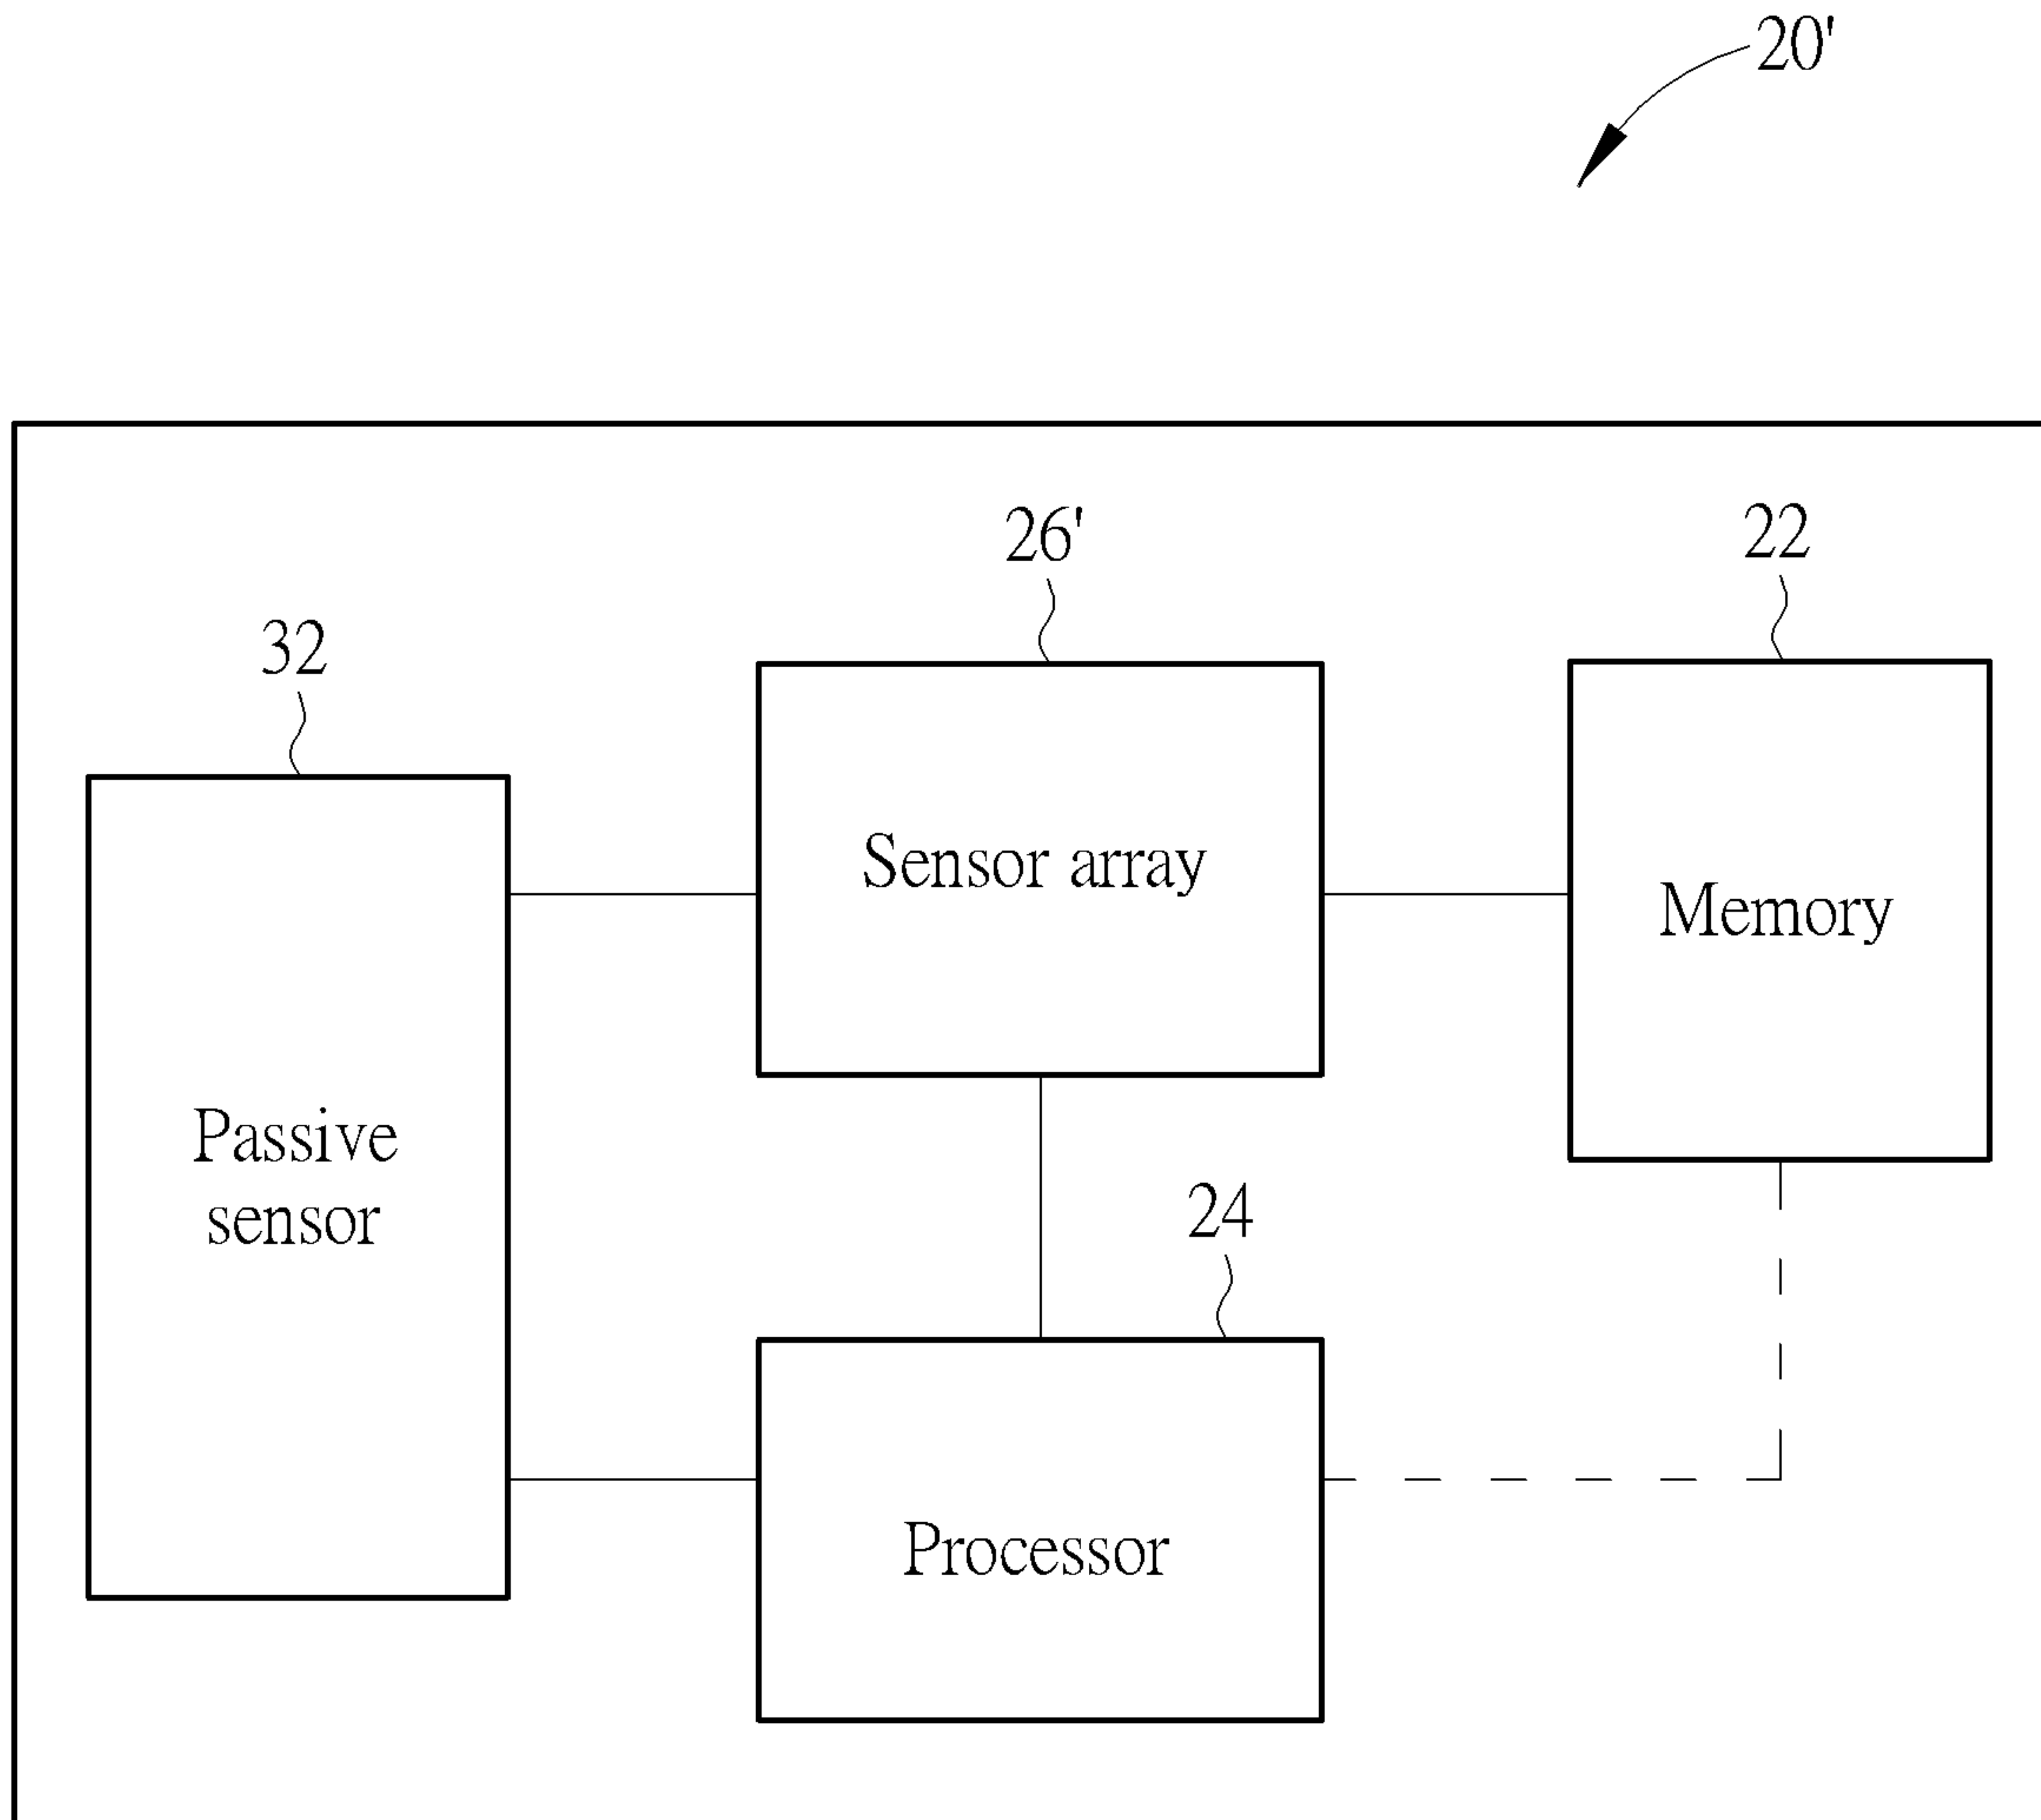 20'
26'
22
32
Sensor array
Memory
Passive
sensor
24
Processor